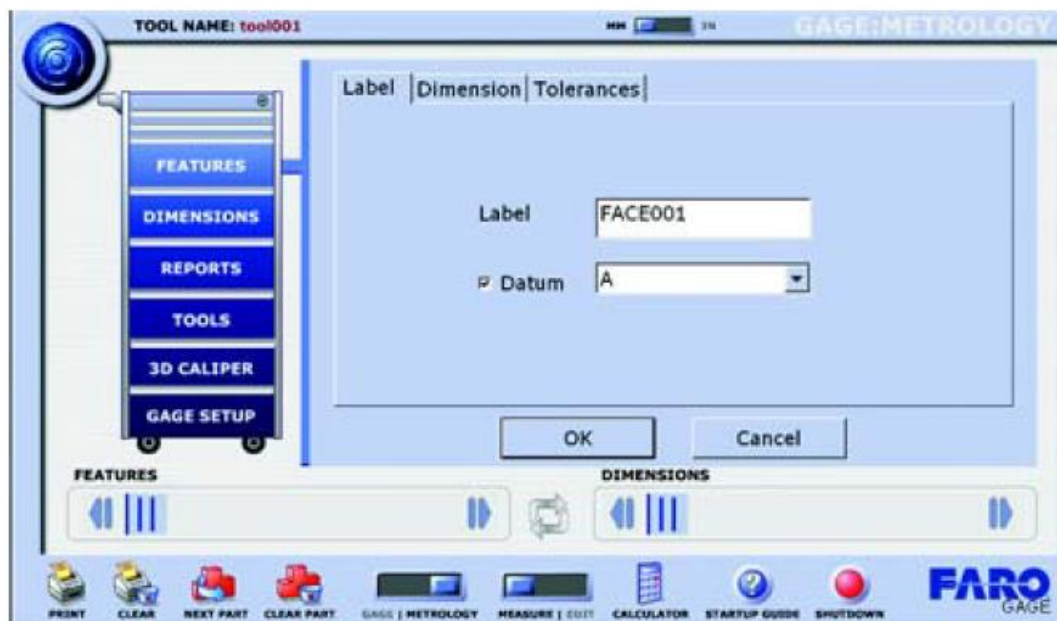 TOOL NAME: tool001
MM IN
GAGE:METROLOGY
Label Dimension Tolerances
FEATURES
DIMENSIONS
REPORTS
TOOLS
3D CALIPER
GAGE SETUP
Label FACE001
Datum A
OK Cancel
FEATURES DIMENSIONS
PRINT CLEAR NEXT PART CLEAR PART GAGE | METROLOGY MEASURE | EDIT CALCULATOR STARTUP GUIDE SHUTDOWN
FARO
GAGE